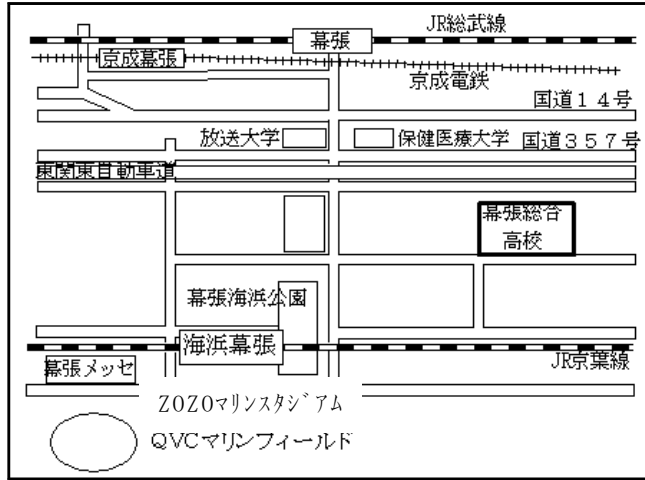 JR総武線
幕張
京成幕張
京成電鉄
国道14号
放送大学
保健医療大学
国道357号
東関東自動車道
幕張総合
高校
幕張海浜公園
海浜幕張
JR京葉線
幕張メッセ
ZOZOマリンスタジアム
QVCマリンフィールド